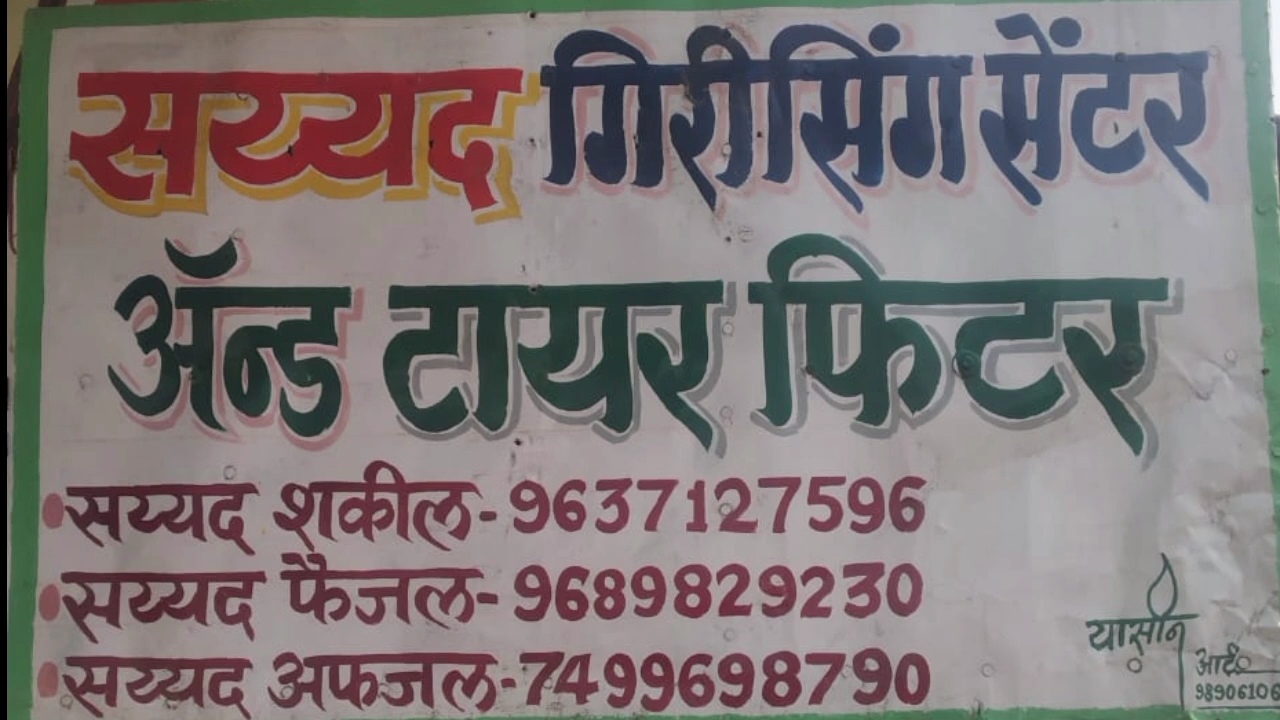 सय्यद गिरीसिंग सेंटर
ॲन्ड टायर फिटर
सय्यद शकील-9637127596
सय्यद फैजल-9689829230
सय्यद अफजल-7499698790
यासीन
आर्ट
98906106